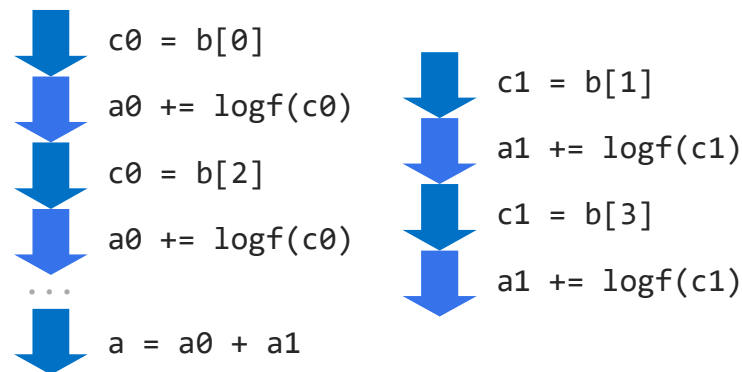 c0 = b[0]
a0 += logf(c0)
c0 = b[2]
a0 += logf(c0)
...
a = a0 + a1
c1 = b[1]
a1 += logf(c1)
c1 = b[3]
a1 += logf(c1)